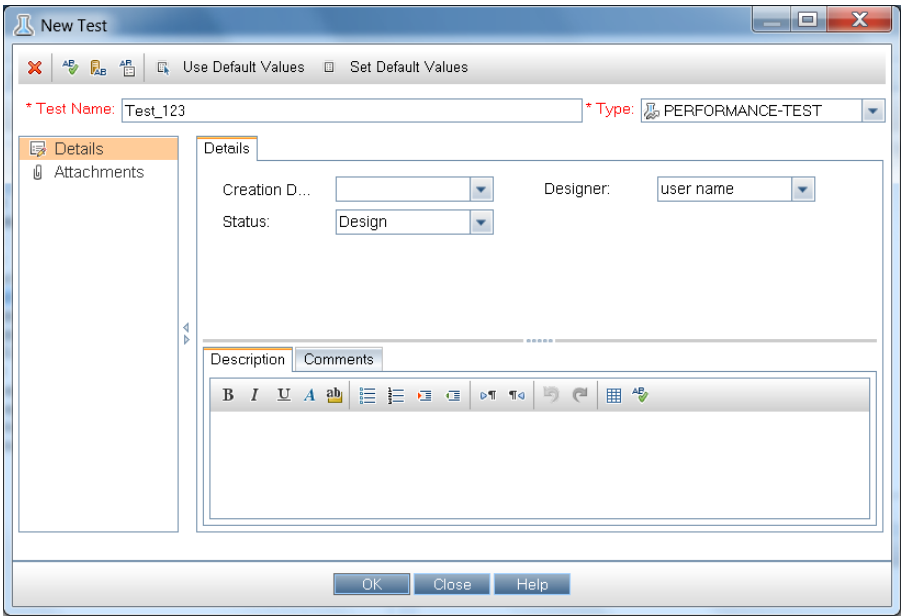 New Test
Use Default Values Set Default Values
* Test Name: Test_123 * Type: PERFORMANCE-TEST
Details
Attachments
Details
Creation D... Designer: user name
Status: Design
Description Comments
B I U A ab
OK Close Help